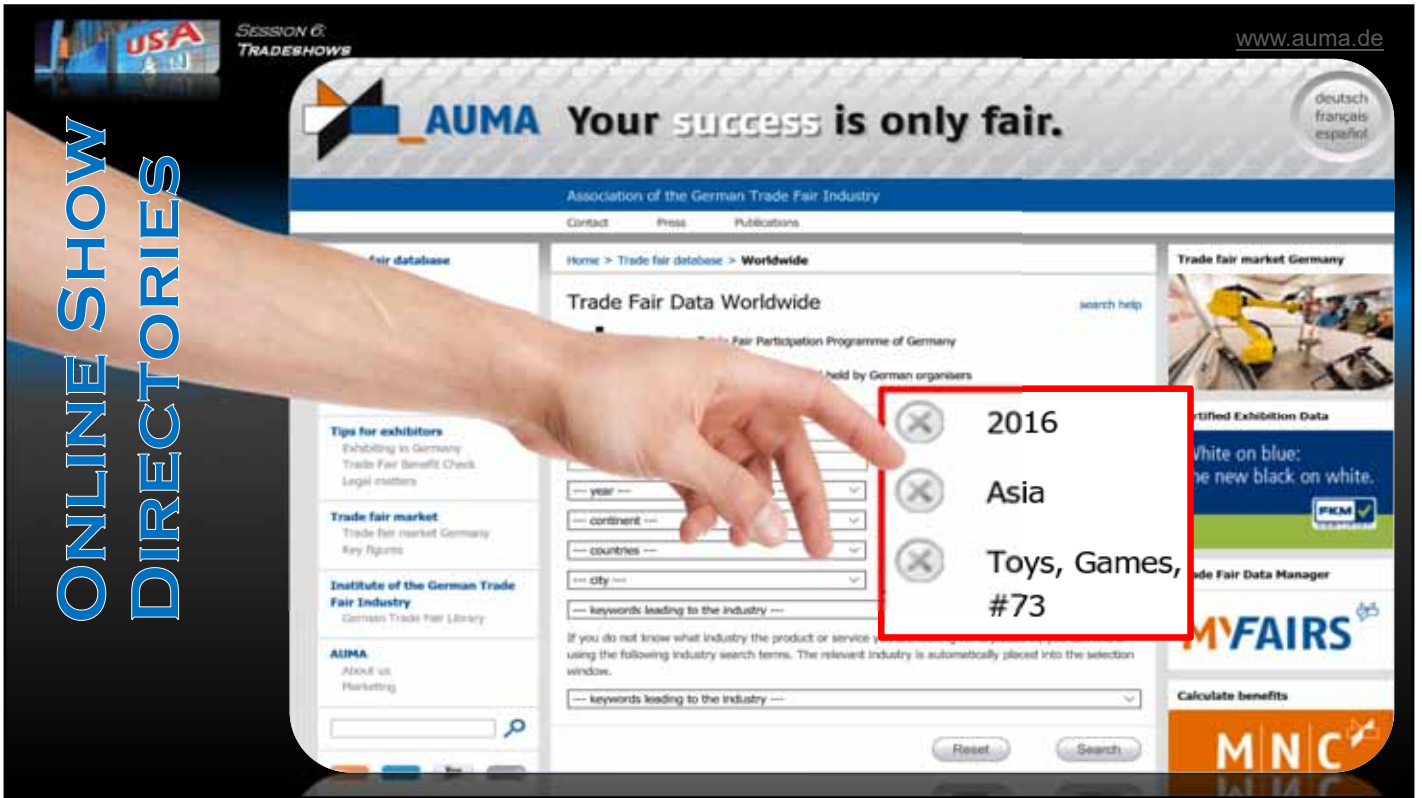 SESSION 6:
TRADESHOWS
www.auma.de
ONLINE SHOW
DIRECTORIES
USA
AUMA
Your success is only fair.
deutsch
français
español
Association of the German Trade Fair Industry
Contact Press Publications
fair database
Home > Trade fair database > Worldwide
Trade Fair Data Worldwide
search help
Fair Participation Programme of Germany
held by German organisers
Tips for exhibitors
Exhibiting in Germany
Trade Fair Benefit Check
Legal matters
Trade fair market
Trade fair market Germany
Key figures
Institute of the German Trade
Fair Industry
German Trade Fair Library
AUMA
About us
Marketing
--- year ---
--- continent ---
--- countries ---
--- city ---
--- keywords leading to the industry ---
If you do not know what industry the product or service
using the following industry search terms. The relevant industry is automatically placed into the selection
window.
--- keywords leading to the industry ---
Reset Search
2016
Asia
Toys, Games,
#73
Trade fair market Germany
Exhibition Data
White on blue:
new black on white.
FKM
Fair Data Manager
MYFAIRS
Calculate benefits
M|N|C